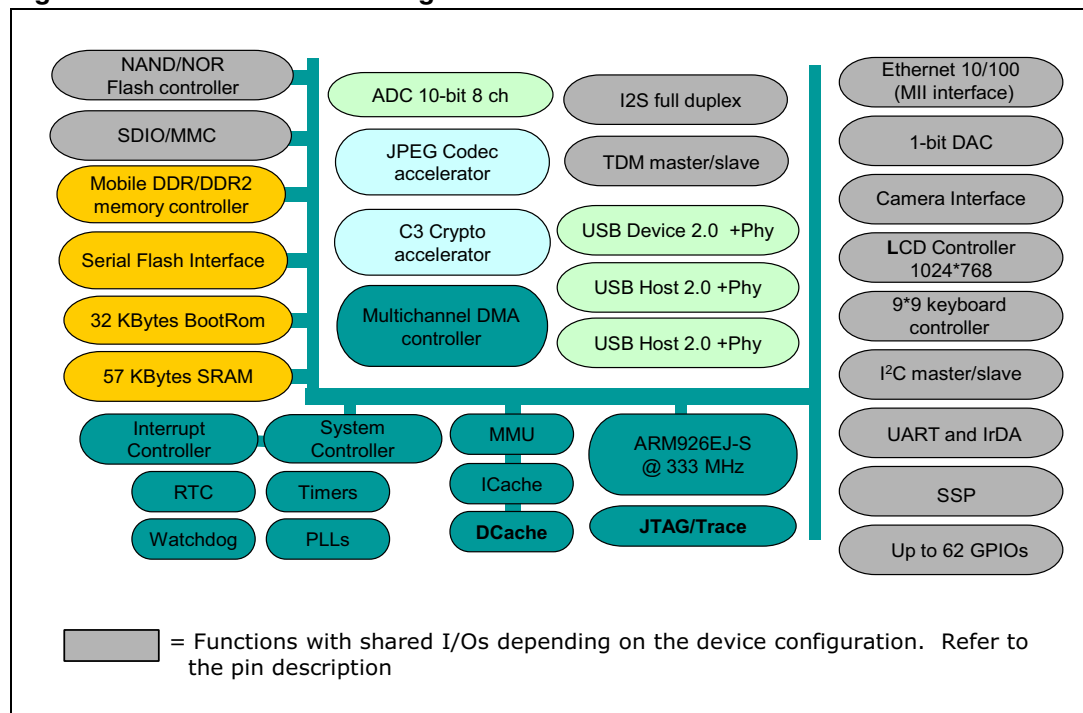 NAND/NOR
Flash controller
SDIO/MMC
Mobile DDR/DDR2
memory controller
Serial Flash Interface
32 KBytes BootRom
57 KBytes SRAM
ADC 10-bit 8 ch
JPEG Codec
accelerator
C3 Crypto
accelerator
Multichannel DMA
controller
I2S full duplex
TDM master/slave
USB Device 2.0 +Phy
USB Host 2.0 +Phy
USB Host 2.0 +Phy
Ethernet 10/100
(MII interface)
1-bit DAC
Camera Interface
LCD Controller
1024*768
9*9 keyboard
controller
I²C master/slave
UART and IrDA
SSP
Up to 62 GPIOs
Interrupt
Controller
System
Controller
RTC
Timers
Watchdog
PLLs
MMU
ICache
DCache
ARM926EJ-S
@ 333 MHz
JTAG/Trace
= Functions with shared I/Os depending on the device configuration. Refer to
the pin description